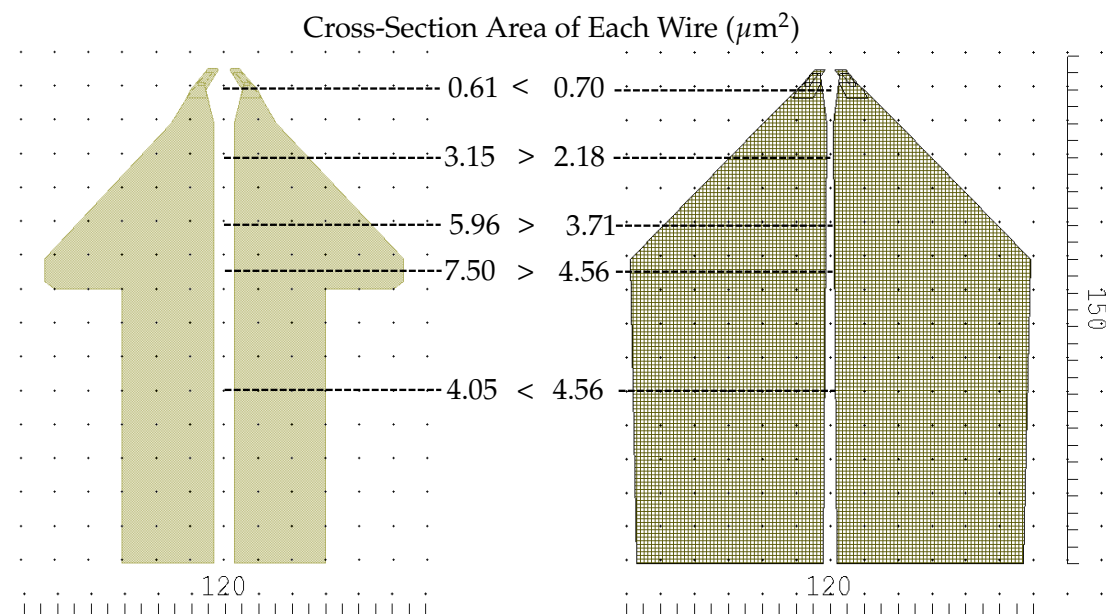 Cross-Section Area of Each Wire (μm²)
0.61 < 0.70
3.15 > 2.18
5.96 > 3.71
7.50 > 4.56
4.05 < 4.56
150
120
120